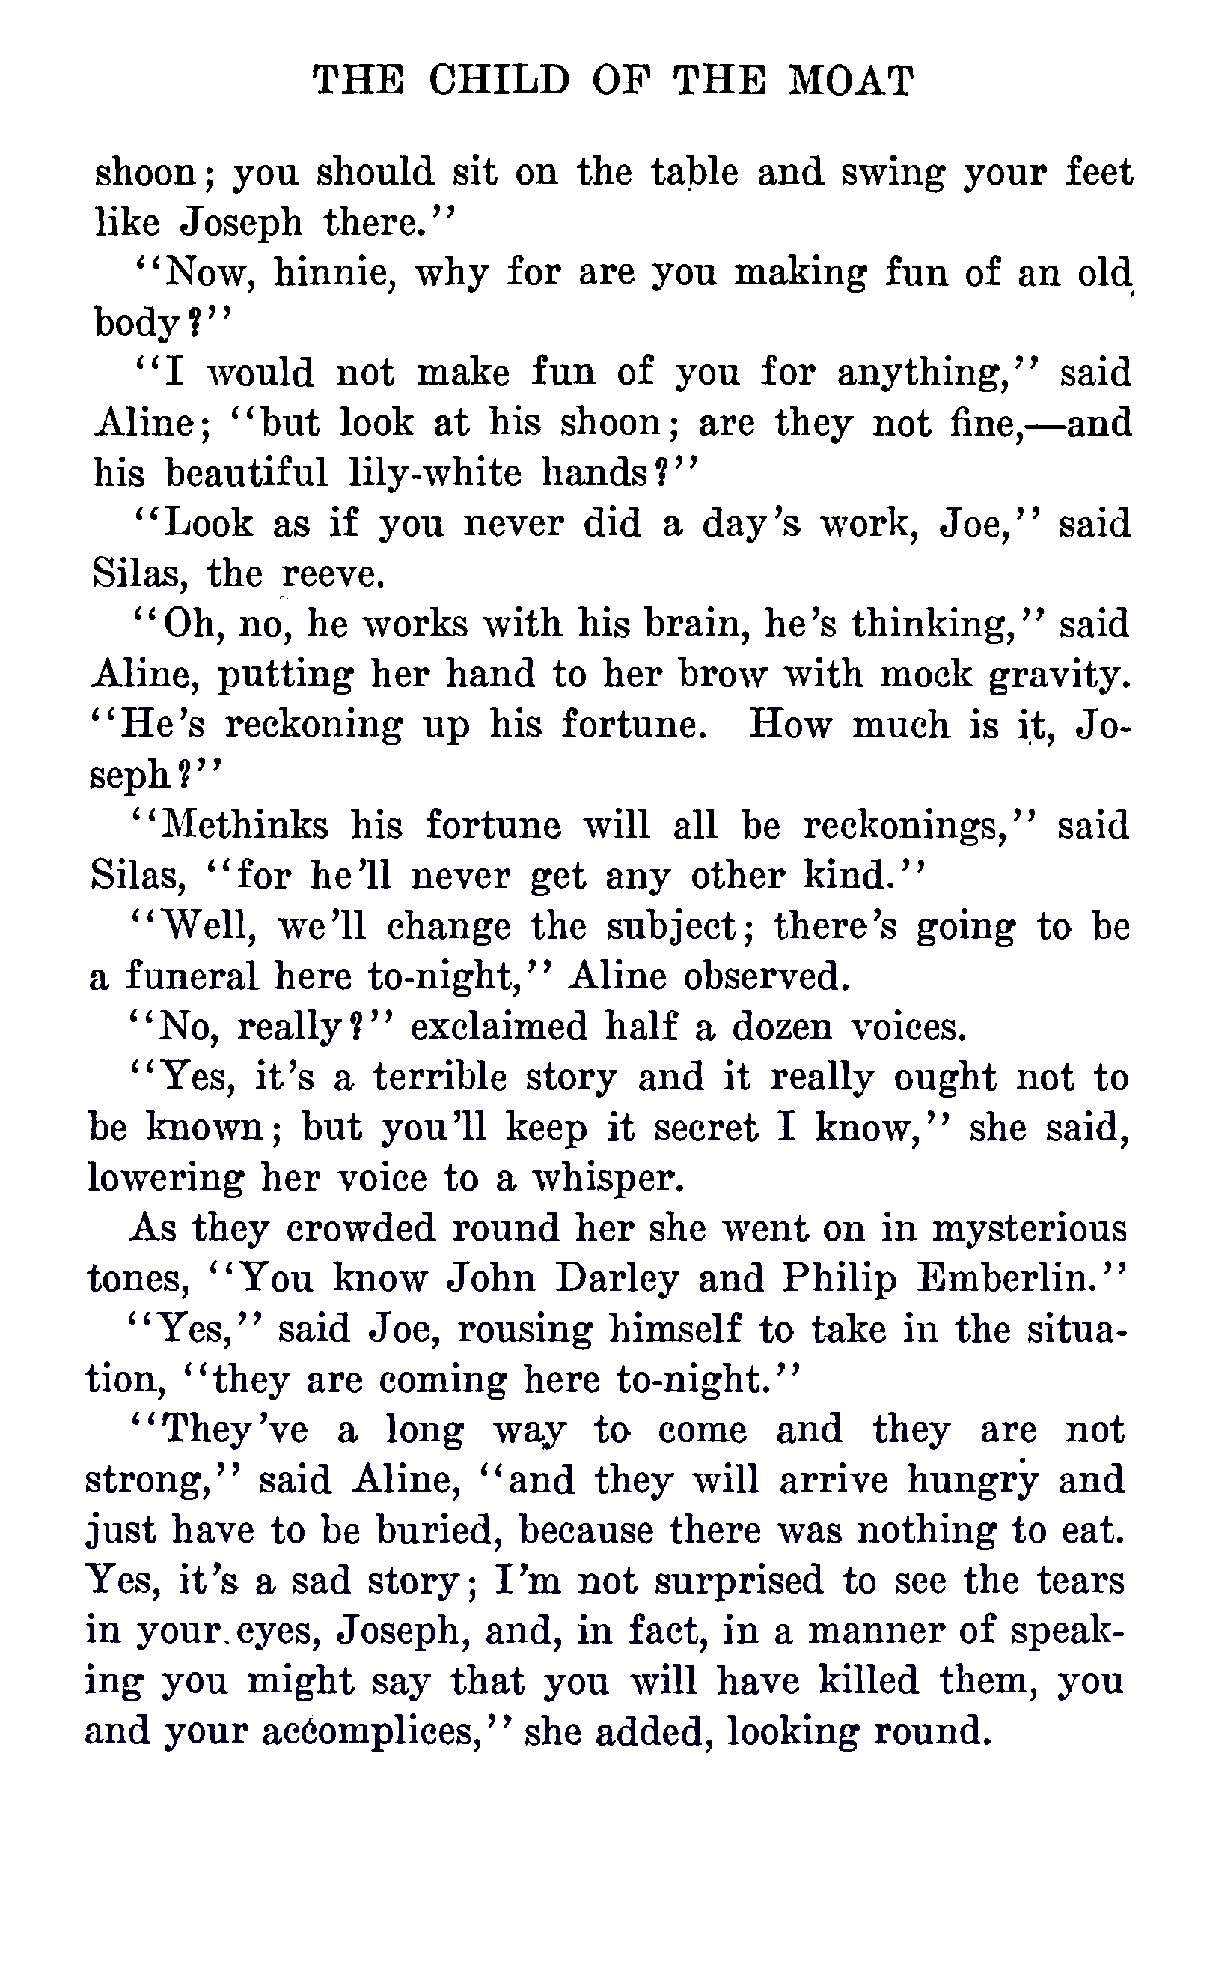 THE CHILD OF THE MOAT
shoon; you should sit on the table and swing your feet
like Joseph there."
"Now, hinnie, why for are you making fun of an old
body?"
"I would not make fun of you for anything," said
Aline; "but look at his shoon; are they not fine,—and
his beautiful lily-white hands?"
"Look as if you never did a day's work, Joe," said
Silas, the reeve.
"Oh, no, he works with his brain, he's thinking," said
Aline, putting her hand to her brow with mock gravity.
"He's reckoning up his fortune. How much is it, Jo-
seph?"
"Methinks his fortune will all be reckonings," said
Silas, "for he'll never get any other kind."
"Well, we'll change the subject; there's going to be
a funeral here to-night," Aline observed.
"No, really?" exclaimed half a dozen voices.
"Yes, it's a terrible story and it really ought not to
be known; but you'll keep it secret I know," she said,
lowering her voice to a whisper.
As they crowded round her she went on in mysterious
tones, "You know John Darley and Philip Emberlin."
"Yes," said Joe, rousing himself to take in the situa-
tion, "they are coming here to-night."
"They've a long way to come and they are not
strong," said Aline, "and they will arrive hungry and
just have to be buried, because there was nothing to eat.
Yes, it's a sad story; I'm not surprised to see the tears
in your eyes, Joseph, and, in fact, in a manner of speak-
ing you might say that you will have killed them, you
and your accomplices," she added, looking round.